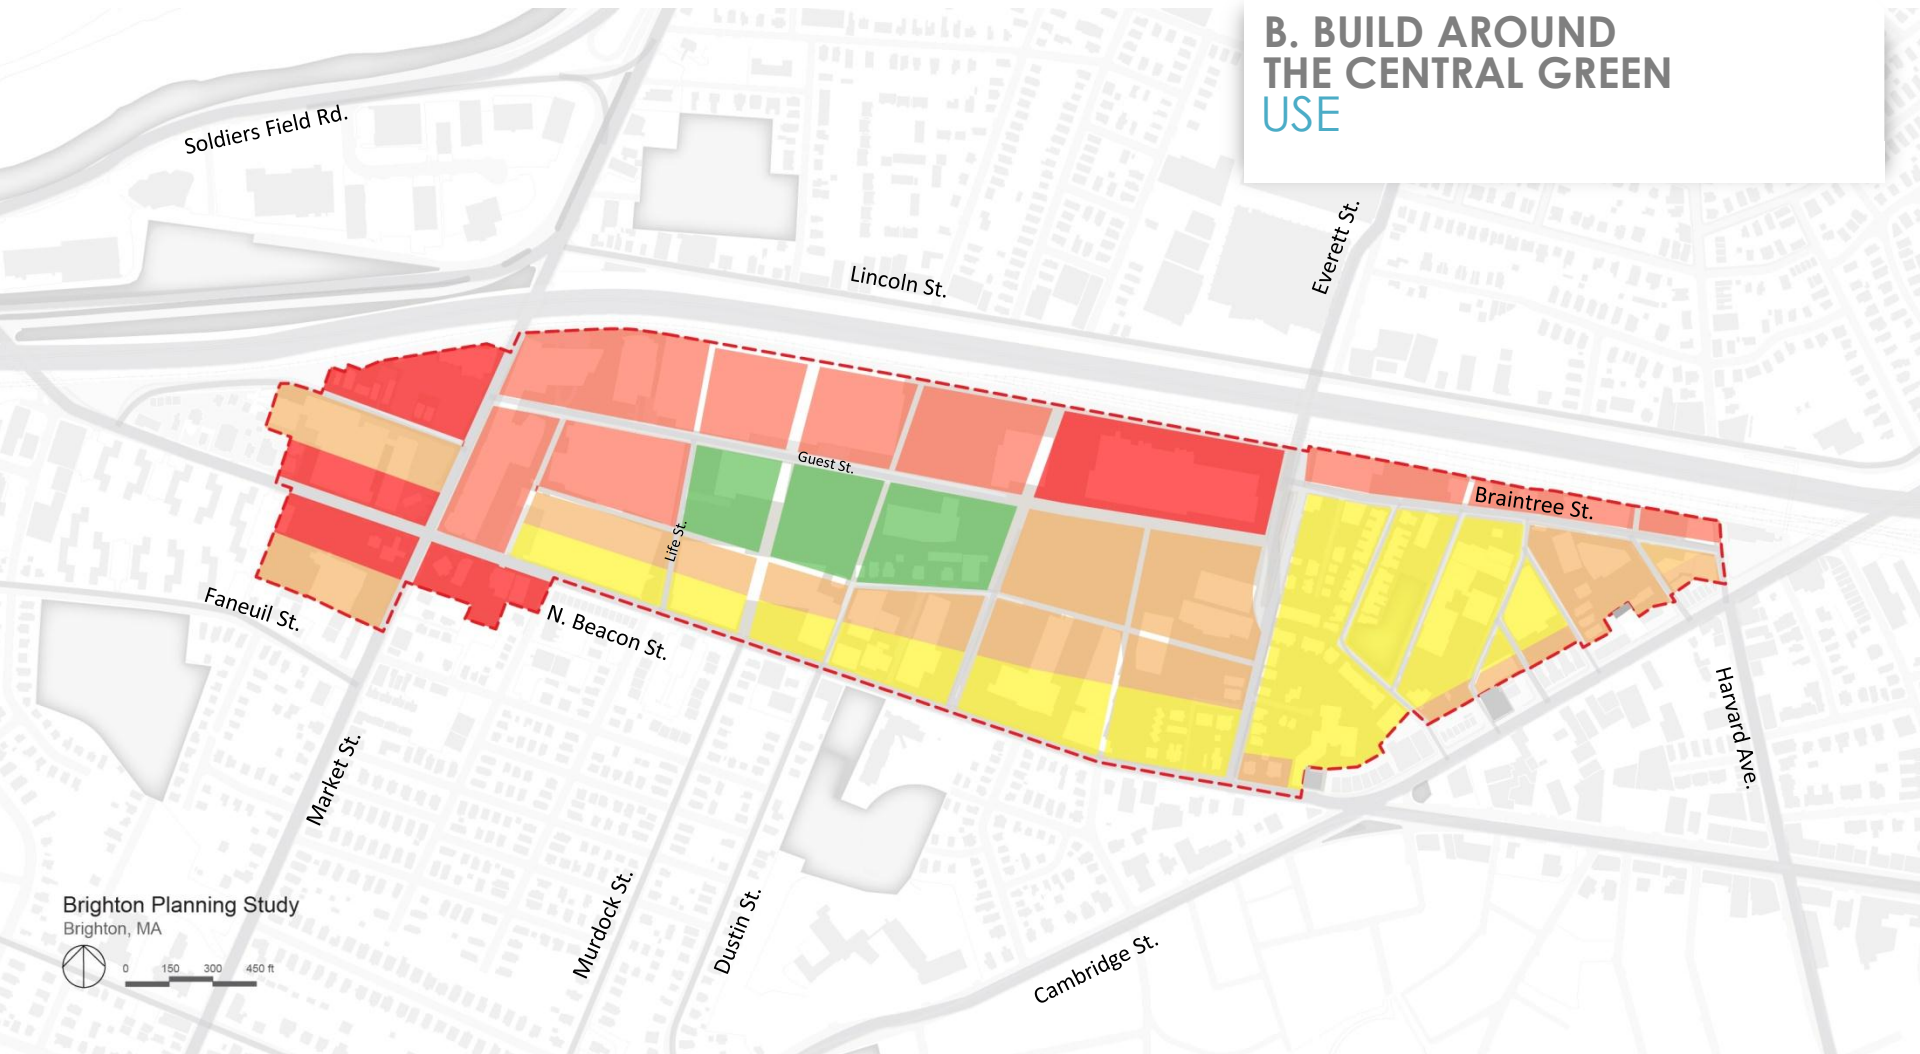 B. BUILD AROUND
THE CENTRAL GREEN
USE
Soldiers Field Rd.
Lincoln St.
Everett St.
Guest St.
Braintree St.
Life St.
Faneuil St.
N. Beacon St.
Harvard Ave.
Market St.
Murdock St.
Dustin St.
Cambridge St.
Brighton Planning Study
Brighton, MA
0 150 300 450 ft